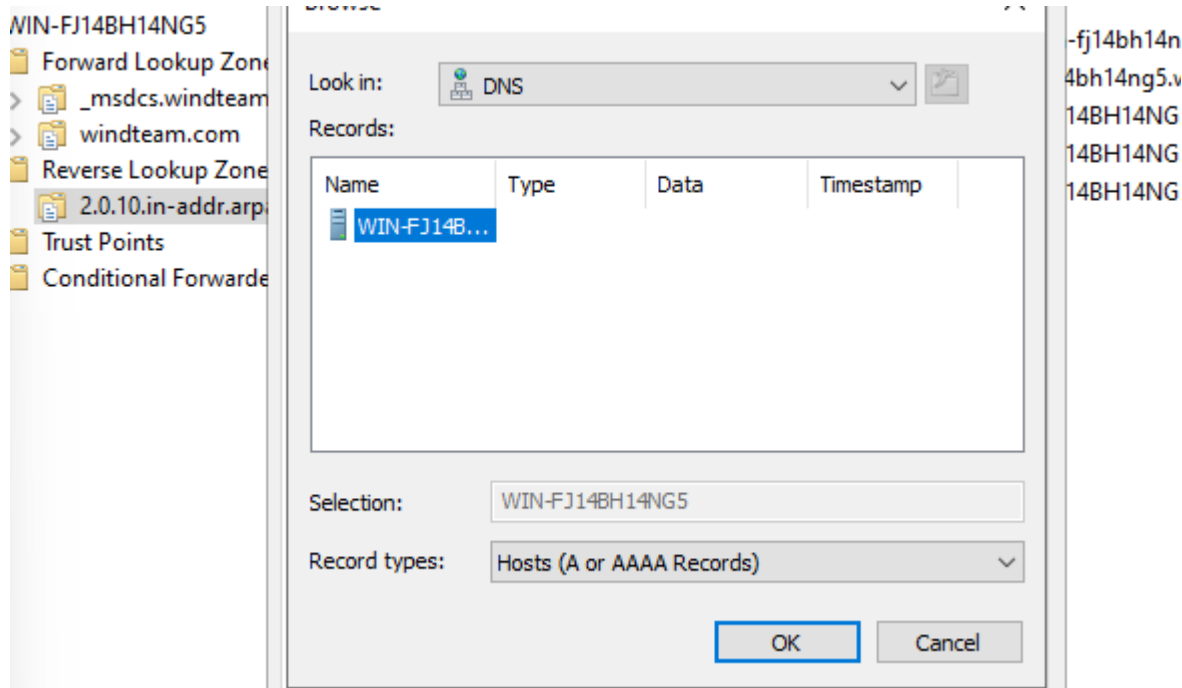 WIN-FJ14BH14NG5
Forward Lookup Zone
_msdcs.windteam
windteam.com
Reverse Lookup Zone
2.0.10.in-addr.arpa
Trust Points
Conditional Forwarde
Browse
Look in:
DNS
Records:
Name Type Data Timestamp
WIN-FJ14B...
Selection:
WIN-FJ14BH14NG5
Record types:
Hosts (A or AAAA Records)
OK Cancel
-fj14bh14n
4bh14ng5.v
14BH14NG
14BH14NG
14BH14NG